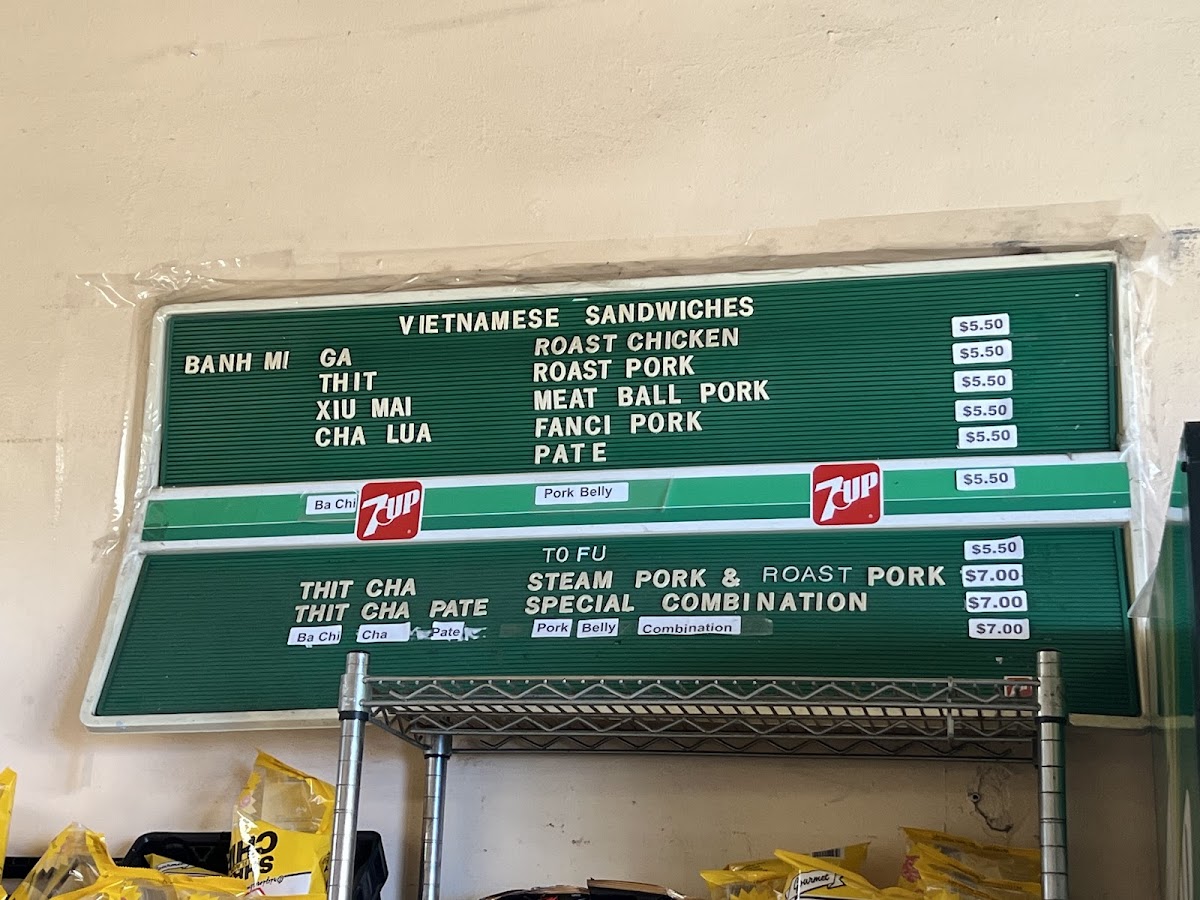 VIETNAMESE SANDWICHES
BANH MI GA ROAST CHICKEN $5.50
THIT ROAST PORK $5.50
XIU MAI MEAT BALL PORK $5.50
CHA LUA FANCI PORK $5.50
PATE $5.50
Ba Chi 7UP Pork Belly 7UP $5.50
TO FU $5.50
THIT CHA STEAM PORK & ROAST PORK $7.00
THIT CHA PATE SPECIAL COMBINATION $7.00
Ba Chi Cha Pate Pork Belly Combination $7.00
Gourmet